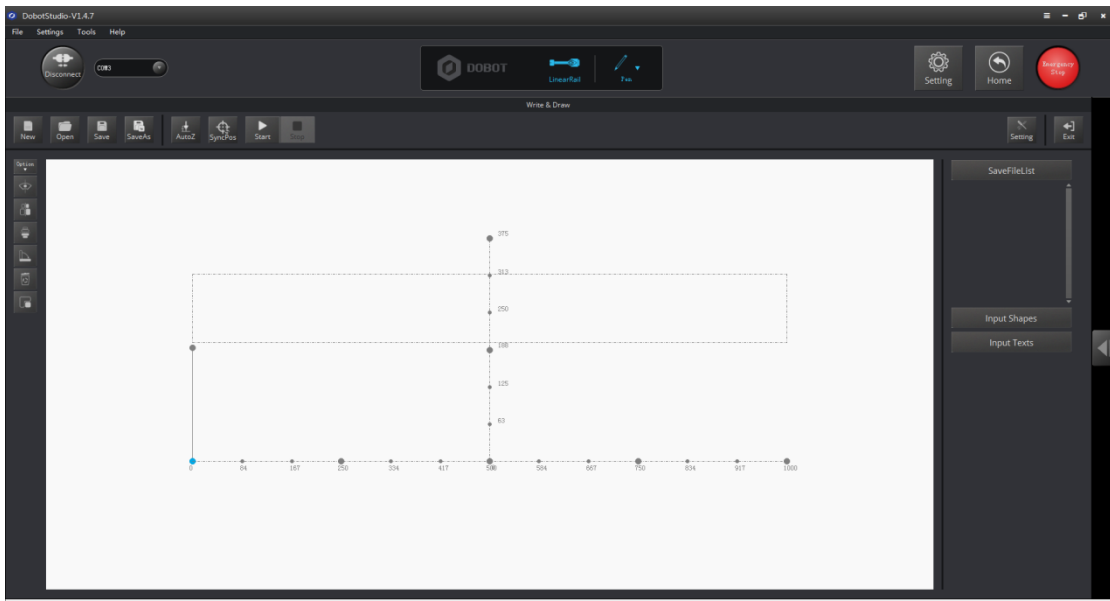 DobotStudio-V1.4.7
File Settings Tools Help
Disconnect
COM3
DOBOT
LinearRail
Pen
Setting
Home
Emergency Stop
Write & Draw
New
Open
Save
SaveAs
AutoZ
SyncPos
Start
Stop
Setting
Exit
Option
SaveFileList
375
313
250
188
125
63
0
84
167
250
334
417
500
584
667
750
834
917
1000
Input Shapes
Input Texts